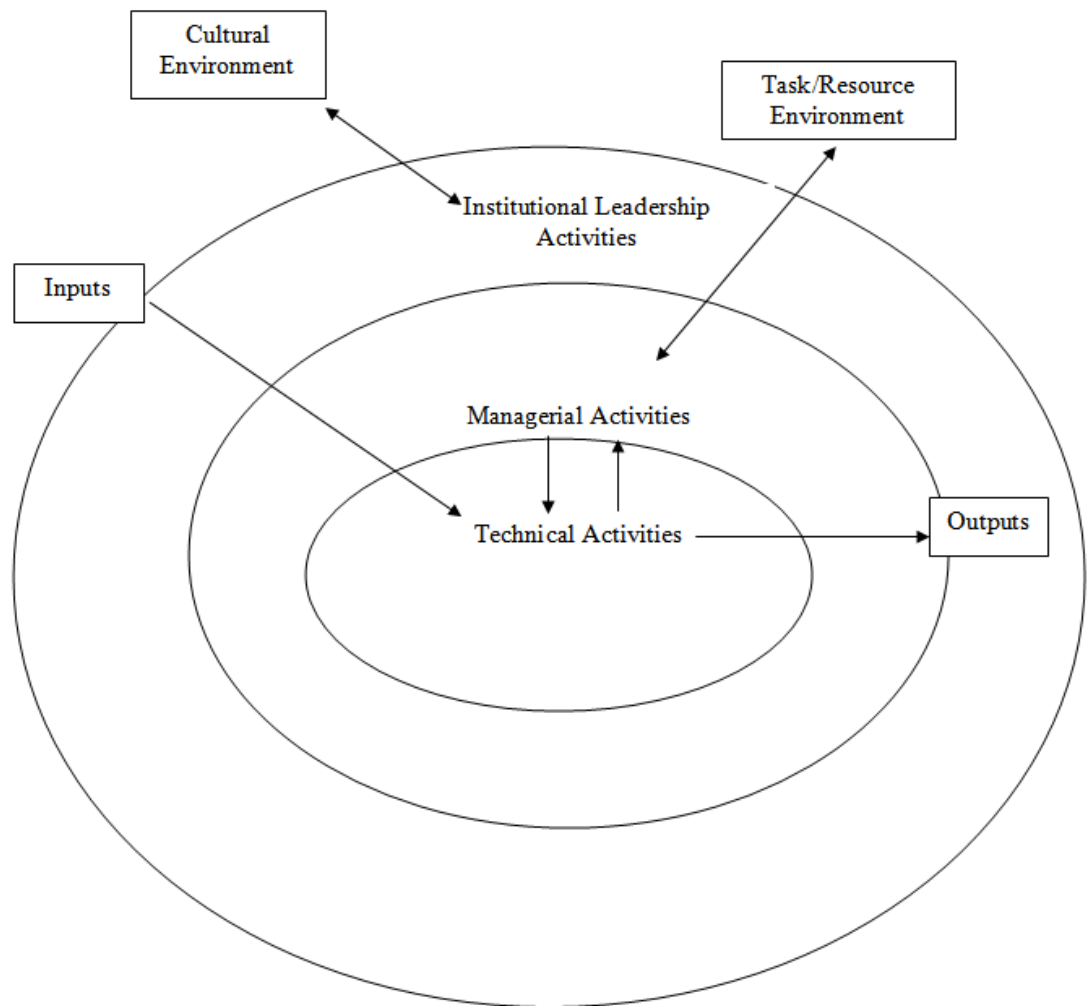 Cultural
Environment
Task/Resource
Environment
Institutional Leadership
Activities
Inputs
Managerial Activities
Technical Activities
Outputs